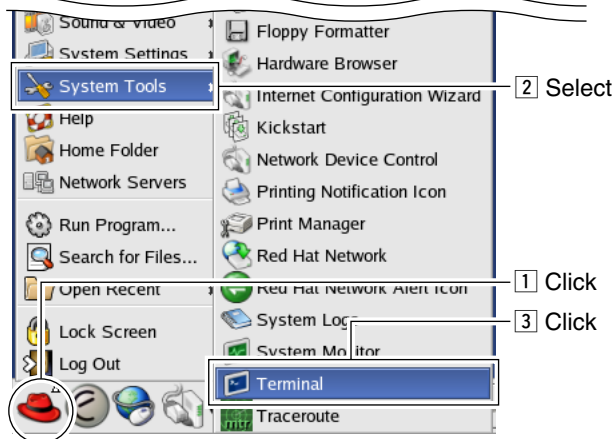 Sound & Video
System Settings
System Tools
Help
Home Folder
Network Servers
Run Program...
Search for Files...
Open Recent
Lock Screen
Log Out
Floppy Formatter
Hardware Browser
Internet Configuration Wizard
Kickstart
Network Device Control
Printing Notification Icon
Print Manager
Red Hat Network
Red Hat Network Alert Icon
System Logs
System Monitor
Terminal
Traceroute
2 Select
1 Click
3 Click